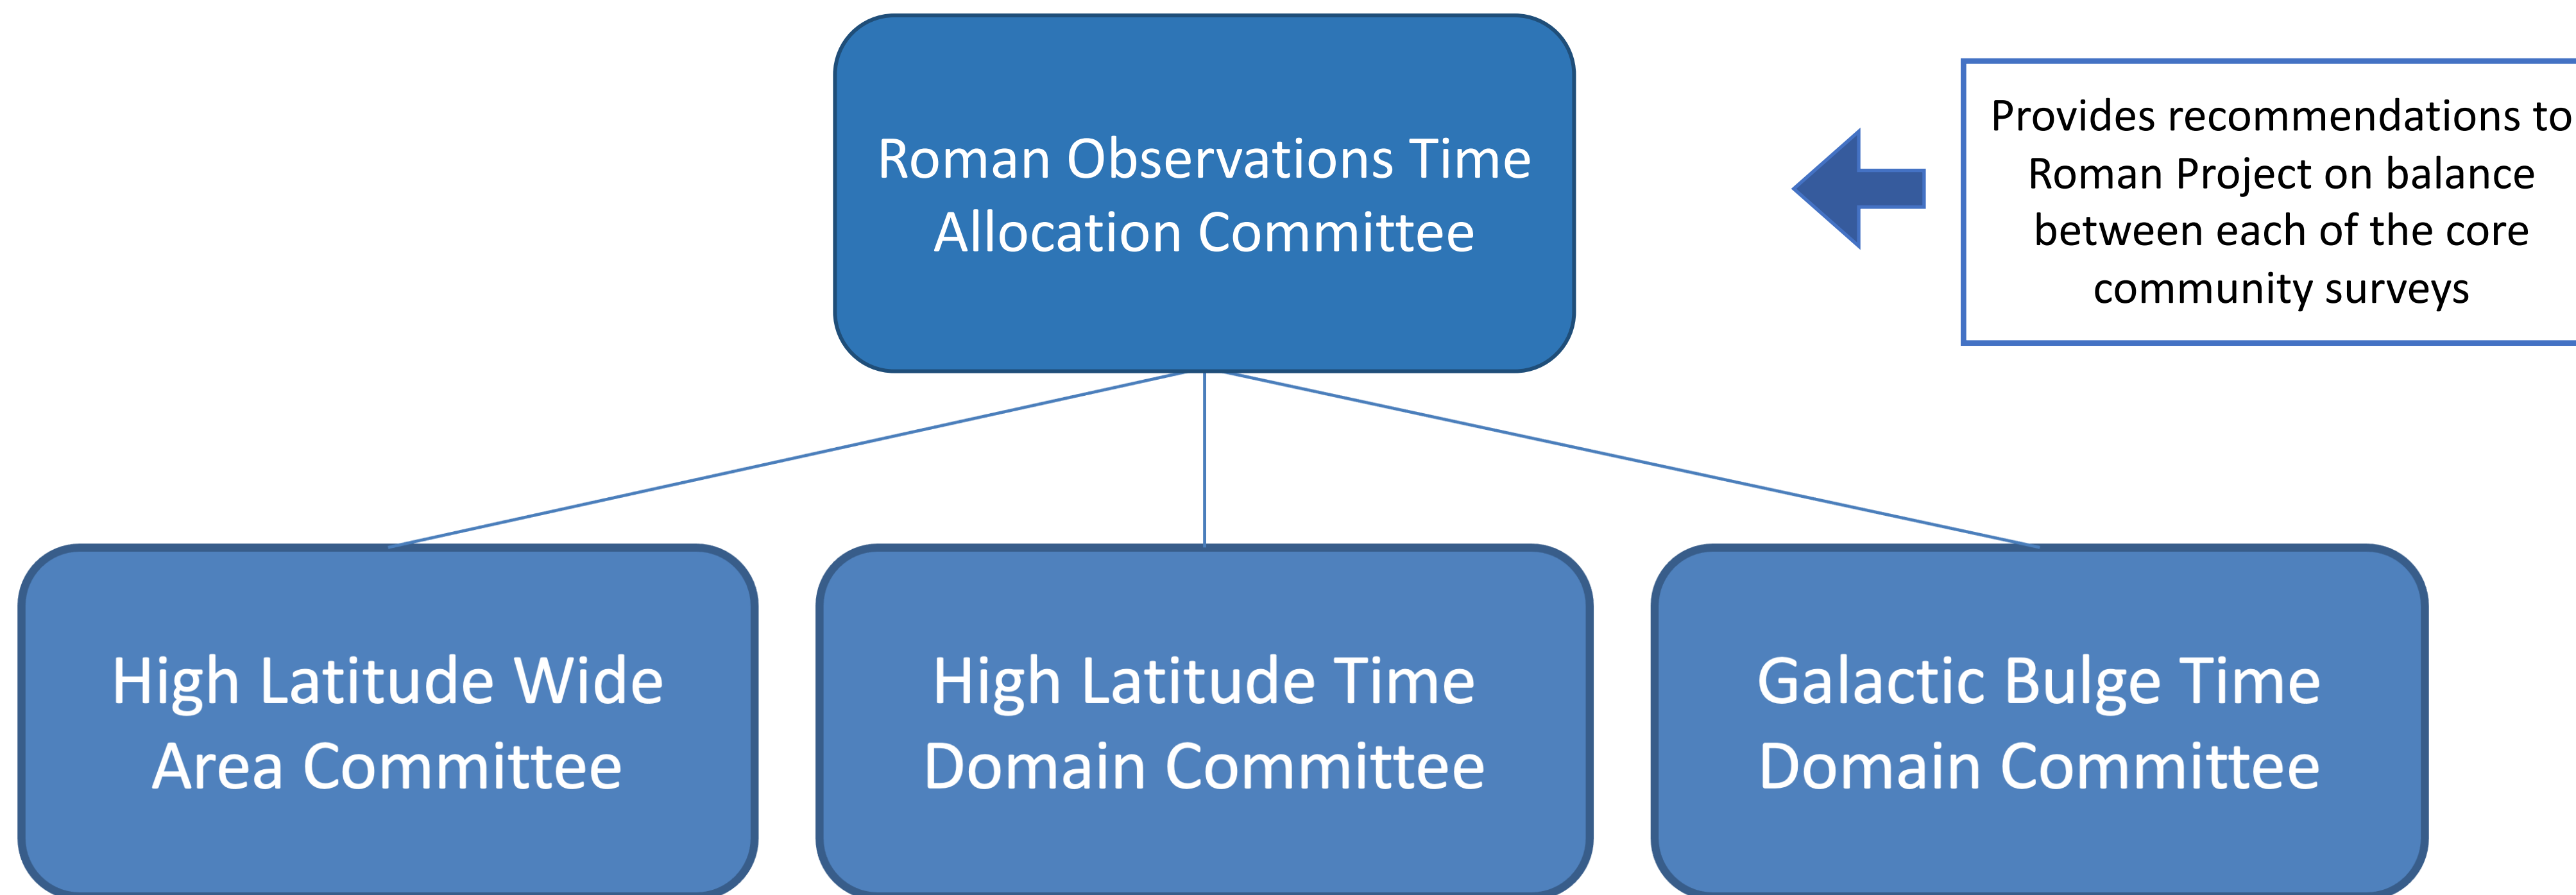 Roman Observations Time
Allocation Committee
Provides recommendations to
Roman Project on balance
between each of the core
community surveys
High Latitude Wide
Area Committee
High Latitude Time
Domain Committee
Galactic Bulge Time
Domain Committee